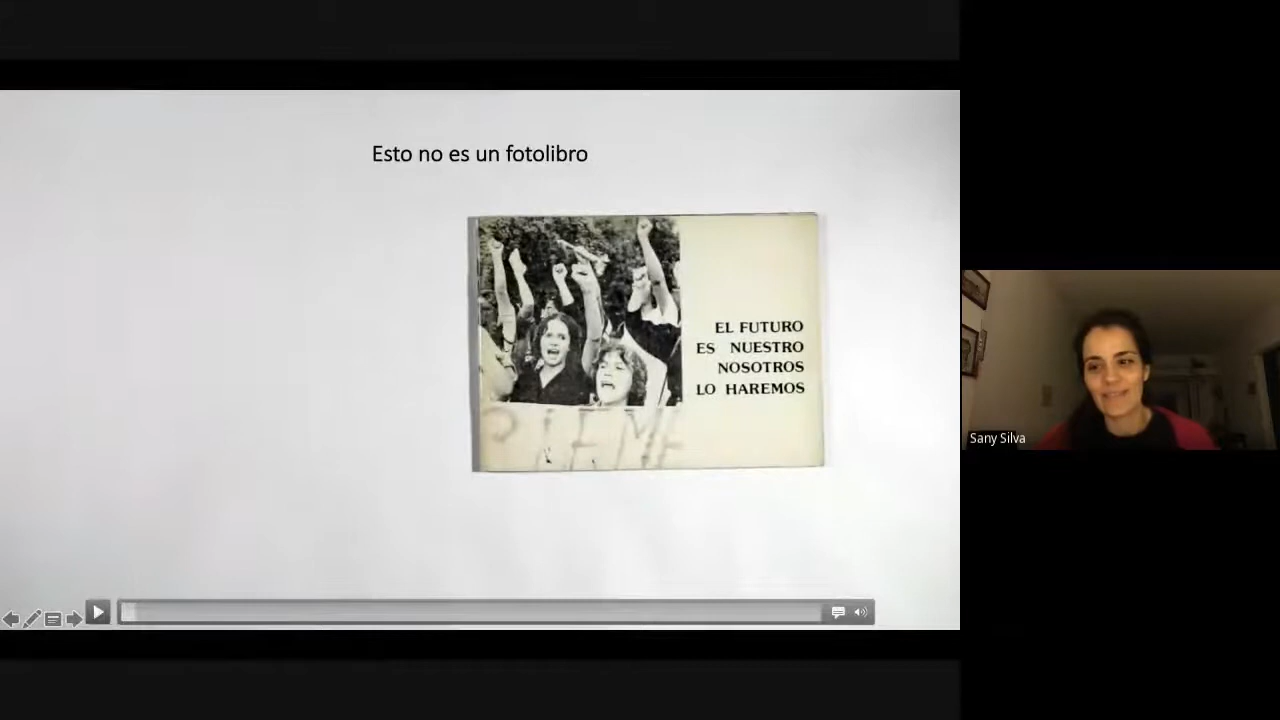 Esto no es un fotolibro
EL FUTURO
ES NUESTRO
NOSOTROS
LO HAREMOS
Sany Silva